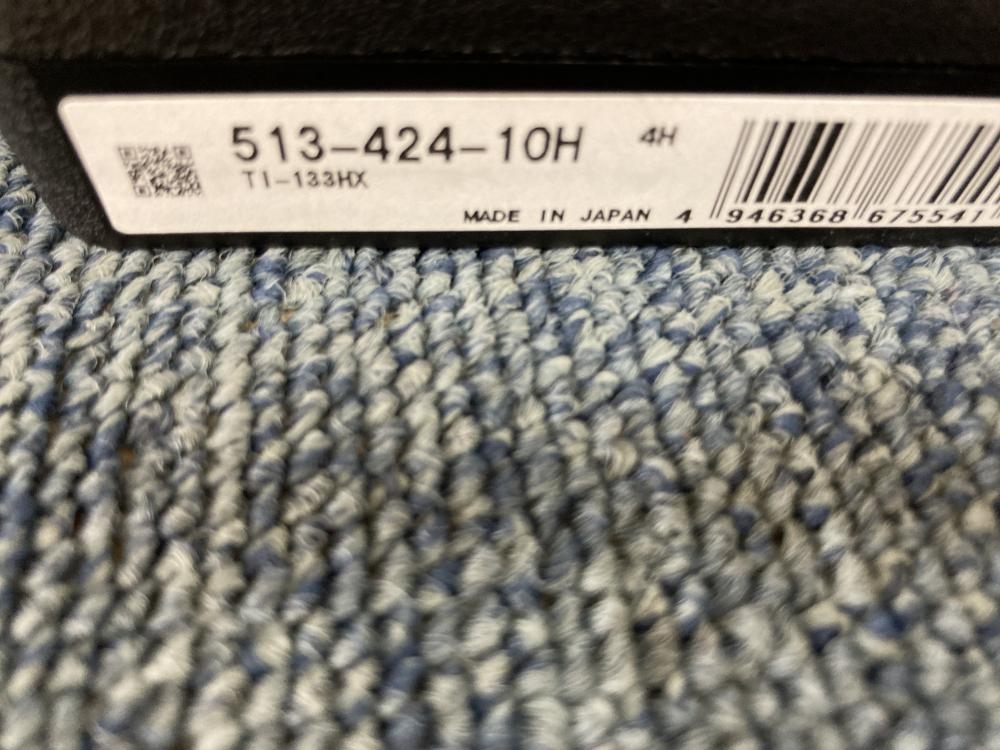 513-424-10H 4H
TI-133HX
MADE IN JAPAN 4 946368 675541